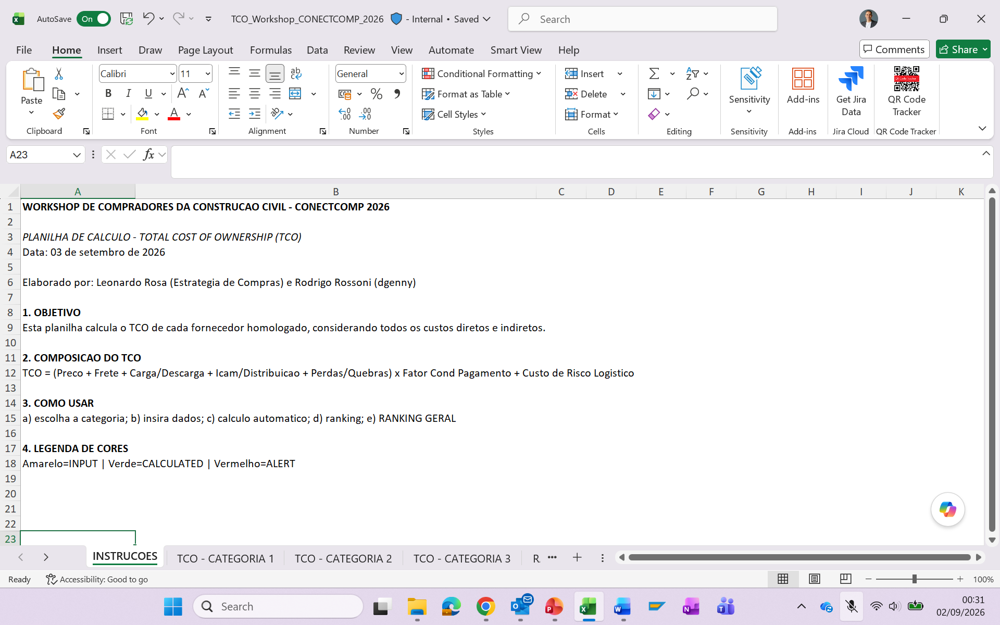 AutoSave On TCO_Workshop_CONECTCOMP_2026 - Internal • Saved Search
File Home Insert Draw Page Layout Formulas Data Review View Automate Smart View Help Comments Share
Paste Calibri 11 ab General Conditional Formatting Insert Sensitivity Add-ins Get Jira Data QR Code Tracker
B I U A A Format as Table Delete
A Cell Styles Format
Clipboard Font Alignment Number Styles Cells Editing Sensitivity Add-ins Jira Cloud QR Code Tracker
A23 fx
A B C D E F G H I J K
1 WORKSHOP DE COMPRADORES DA CONSTRUCAO CIVIL - CONECTCOMP 2026
2
3 PLANILHA DE CALCULO - TOTAL COST OF OWNERSHIP (TCO)
4 Data: 03 de setembro de 2026
5
6 Elaborado por: Leonardo Rosa (Estrategia de Compras) e Rodrigo Rossoni (dgenny)
7
8 1. OBJETIVO
9 Esta planilha calcula o TCO de cada fornecedor homologado, considerando todos os custos diretos e indiretos.
10
11 2. COMPOSICAO DO TCO
12 TCO = (Preco + Frete + Carga/Descarga + Icam/Distribuicao + Perdas/Quebras) x Fator Cond Pagamento + Custo de Risco Logistico
13
14 3. COMO USAR
15 a) escolha a categoria; b) insira dados; c) calculo automatico; d) ranking; e) RANKING GERAL
16
17 4. LEGENDA DE CORES
18 Amarelo=INPUT | Verde=CALCULATED | Vermelho=ALERT
19
20
21
22
23
INSTRUCOES TCO - CATEGORIA 1 TCO - CATEGORIA 2 TCO - CATEGORIA 3
Ready Accessibility: Good to go 100%
Search 00:31
02/09/2026